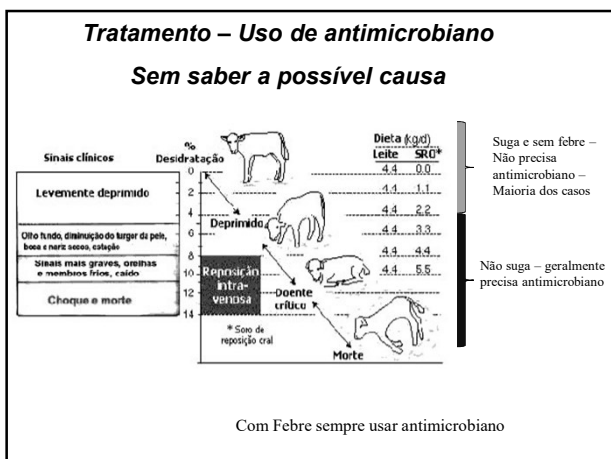 Tratamento – Uso de antimicrobiano
Sem saber a possível causa
Sinais clínicos
%
Desidratação
Dieta (kg/d)
Leite SRO*
Levemente deprimido
Olho fundo, diminuição do turger da pele,
boca e nariz secos, estação
Sinais mais graves, orelhas
e membros frios, caído
Choque e morte
0
2
4
6
8
10
12
14
Deprimido
Reposição
intra-
venosa
Doente
crítico
Morte
* Soro de
reposição oral
4.4 0.0
4.4 1.1
4.4 2.2
4.4 3.3
4.4 4.4
4.4 5.5
Suga e sem febre –
Não precisa
antimicrobiano –
Maioria dos casos
Não suga – geralmente
precisa antimicrobiano
Com Febre sempre usar antimicrobiano